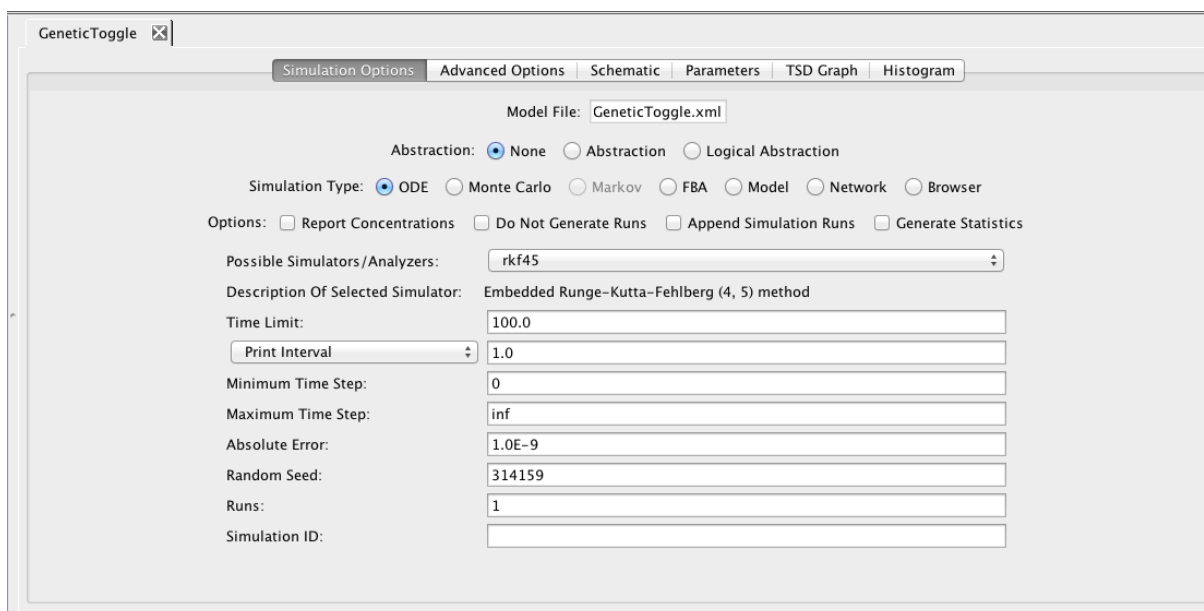 GeneticToggle
Simulation Options Advanced Options Schematic Parameters TSD Graph Histogram
Model File: GeneticToggle.xml
Abstraction: None Abstraction Logical Abstraction
Simulation Type: ODE Monte Carlo Markov FBA Model Network Browser
Options: Report Concentrations Do Not Generate Runs Append Simulation Runs Generate Statistics
Possible Simulators/Analyzers: rkf45
Description Of Selected Simulator: Embedded Runge-Kutta-Fehlberg (4, 5) method
Time Limit: 100.0
Print Interval 1.0
Minimum Time Step: 0
Maximum Time Step: inf
Absolute Error: 1.0E-9
Random Seed: 314159
Runs: 1
Simulation ID: